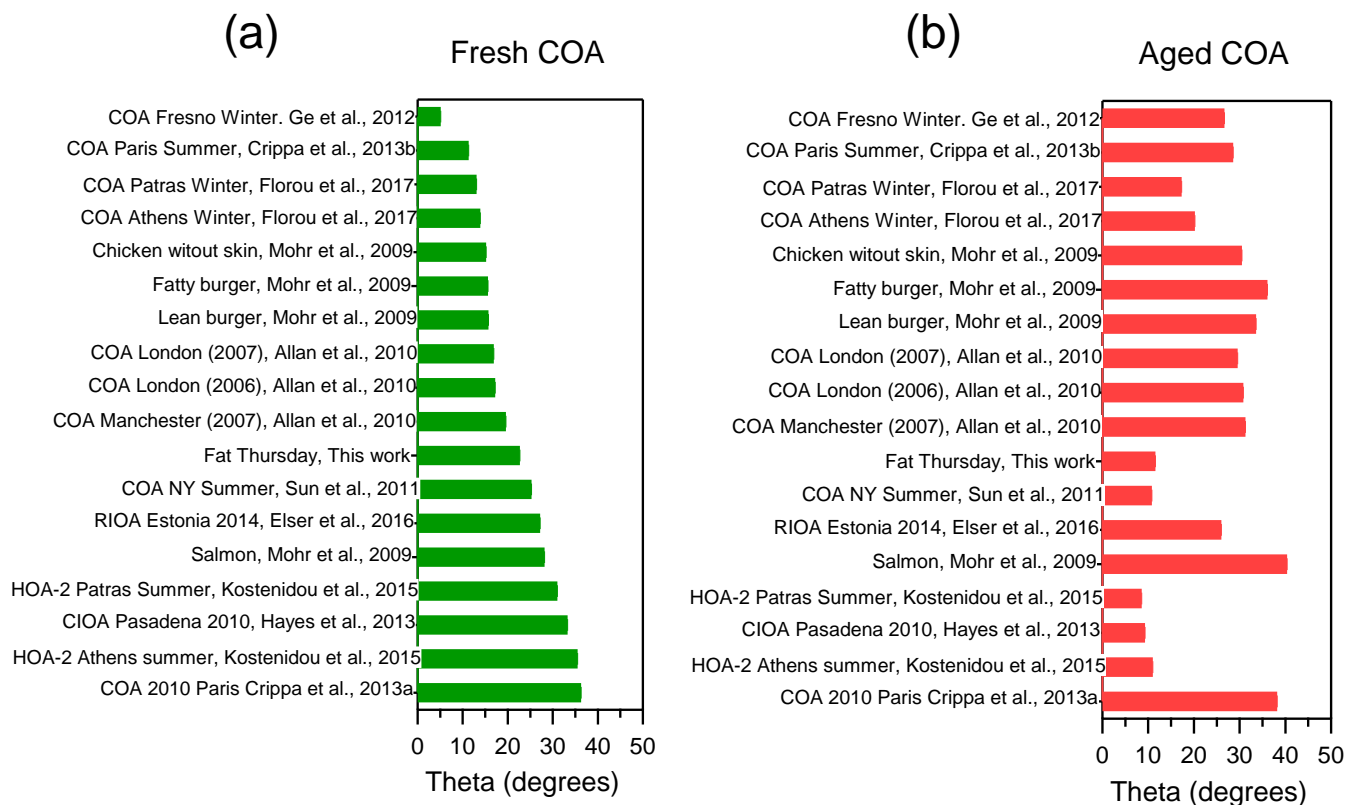 (a)
Fresh COA
COA Fresno Winter. Ge et al., 2012
COA Paris Summer, Crippa et al., 2013b
COA Patras Winter, Florou et al., 2017
COA Athens Winter, Florou et al., 2017
Chicken witout skin, Mohr et al., 2009
Fatty burger, Mohr et al., 2009
Lean burger, Mohr et al., 2009
COA London (2007), Allan et al., 2010
COA London (2006), Allan et al., 2010
COA Manchester (2007), Allan et al., 2010
Fat Thursday, This work
COA NY Summer, Sun et al., 2011
RIOA Estonia 2014, Elser et al., 2016
Salmon, Mohr et al., 2009
HOA-2 Patras Summer, Kostenidou et al., 2015
CIOA Pasadena 2010, Hayes et al., 2013
HOA-2 Athens summer, Kostenidou et al., 2015
COA 2010 Paris Crippa et al., 2013a
0 10 20 30 40 50
Theta (degrees)
(b)
Aged COA
COA Fresno Winter. Ge et al., 2012
COA Paris Summer, Crippa et al., 2013b
COA Patras Winter, Florou et al., 2017
COA Athens Winter, Florou et al., 2017
Chicken witout skin, Mohr et al., 2009
Fatty burger, Mohr et al., 2009
Lean burger, Mohr et al., 2009
COA London (2007), Allan et al., 2010
COA London (2006), Allan et al., 2010
COA Manchester (2007), Allan et al., 2010
Fat Thursday, This work
COA NY Summer, Sun et al., 2011
RIOA Estonia 2014, Elser et al., 2016
Salmon, Mohr et al., 2009
HOA-2 Patras Summer, Kostenidou et al., 2015
CIOA Pasadena 2010, Hayes et al., 2013
HOA-2 Athens summer, Kostenidou et al., 2015
COA 2010 Paris Crippa et al., 2013a
0 10 20 30 40 50
Theta (degrees)